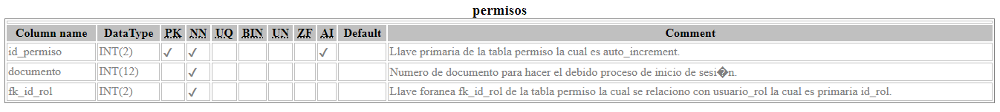 permisos
Column name DataType PK NN UQ BIN UN ZF AI Default Comment
id_permiso INT(2) ✓ ✓ ✓ Llave primaria de la tabla permiso la cual es auto_increment.
documento INT(12) ✓ Numero de documento para hacer el debido proceso de inicio de sesi�n.
fk_id_rol INT(2) ✓ Llave foranea fk_id_rol de la tabla permiso la cual se relaciono con usuario_rol la cual es primaria id_rol.